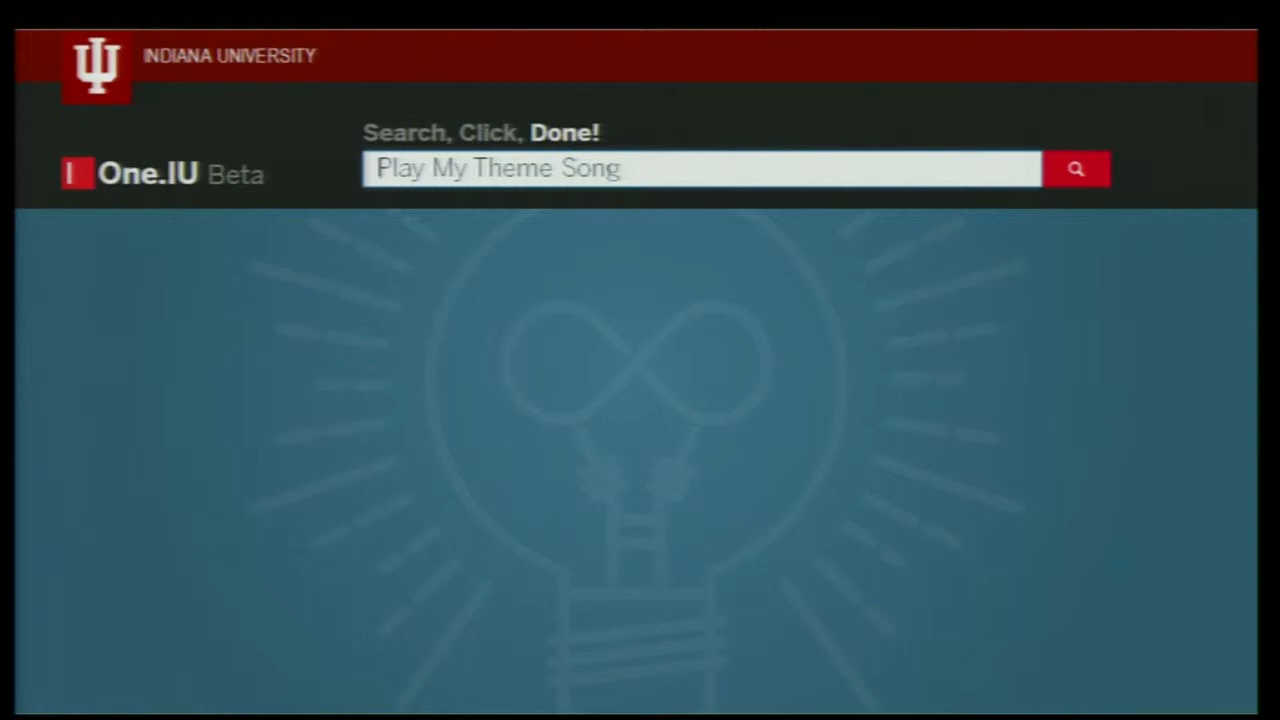 INDIANA UNIVERSITY
Search, Click, Done!
One.IU Beta
Play My Theme Song